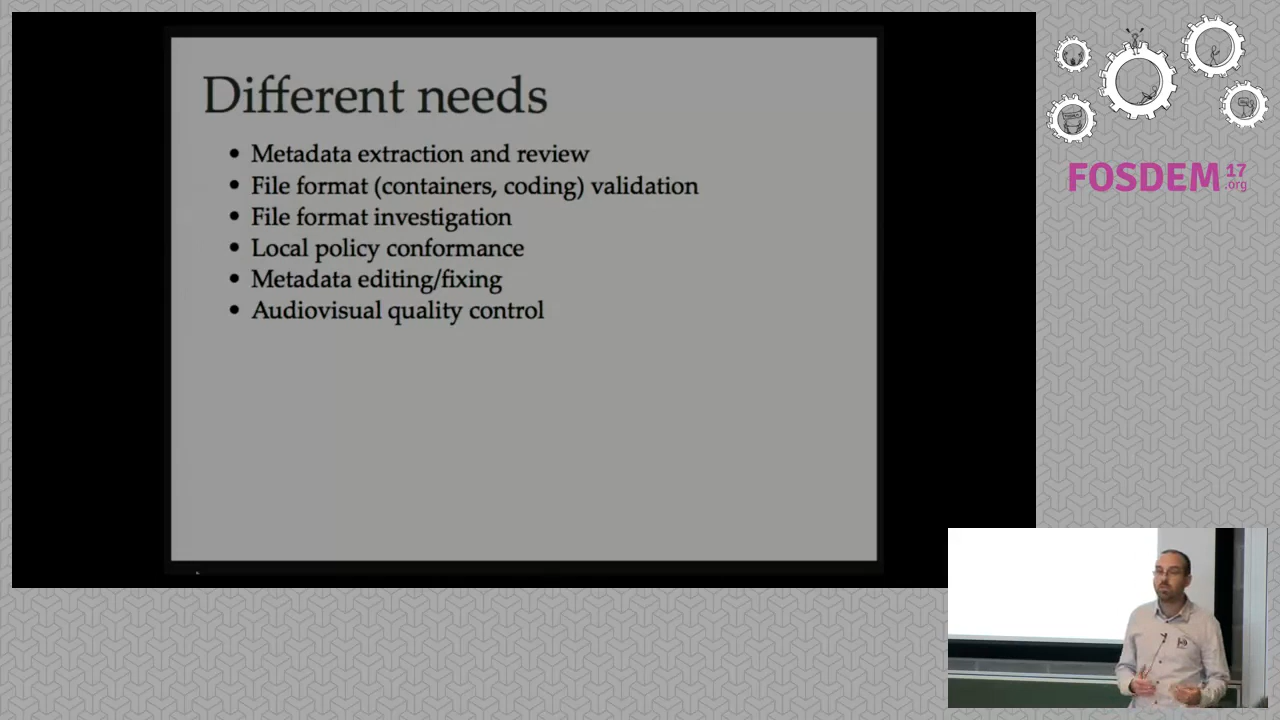 Different needs
• Metadata extraction and review
• File format (containers, coding) validation
• File format investigation
• Local policy conformance
• Metadata editing/fixing
• Audiovisual quality control
FOSDEM 17
.org